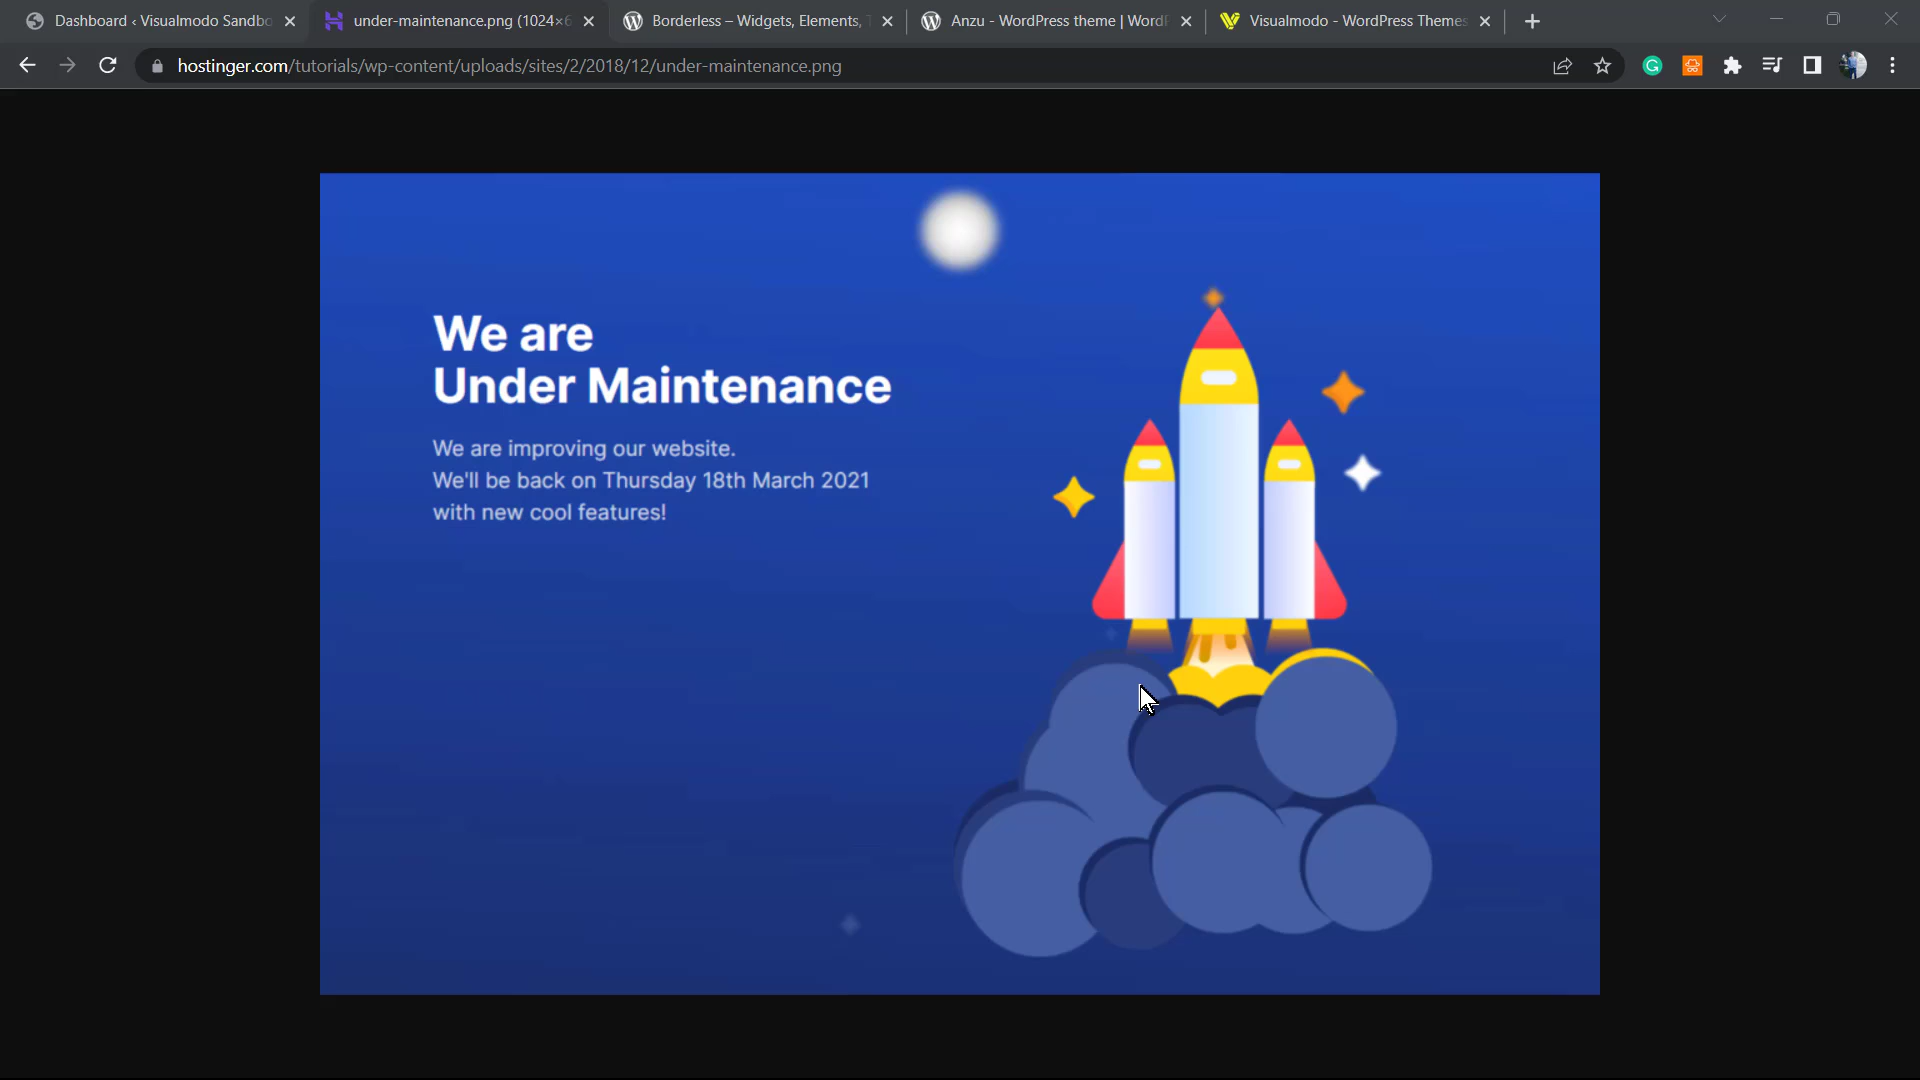 Dashboard ‹ Visualmodo Sandbo
under-maintenance.png (1024×6
Borderless – Widgets, Elements,
Anzu - WordPress theme | WordP
Visualmodo - WordPress Themes
hostinger.com/tutorials/wp-content/uploads/sites/2/2018/12/under-maintenance.png
We are
Under Maintenance
We are improving our website.
We'll be back on Thursday 18th March 2021
with new cool features!